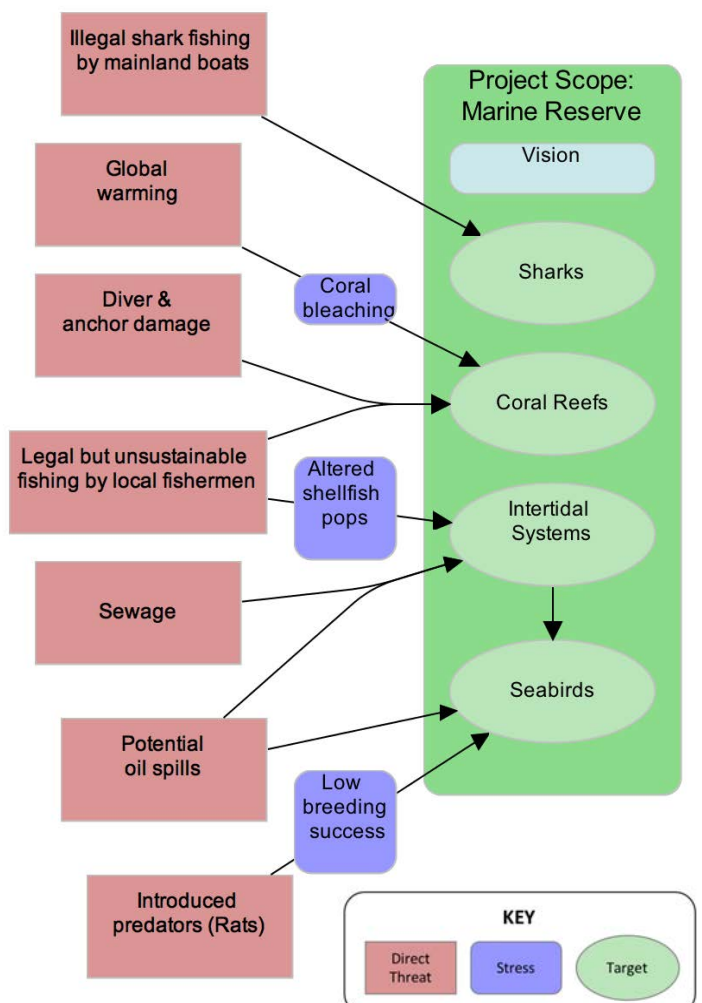 Illegal shark fishing
by mainland boats
Project Scope:
Marine Reserve
Vision
Global
warming
Sharks
Coral
bleaching
Diver &
anchor damage
Coral Reefs
Legal but unsustainable
fishing by local fishermen
Altered
shellfish
pops
Intertidal
Systems
Sewage
Seabirds
Potential
oil spills
Low
breeding
success
Introduced
predators (Rats)
KEY
Direct
Threat
Stress
Target